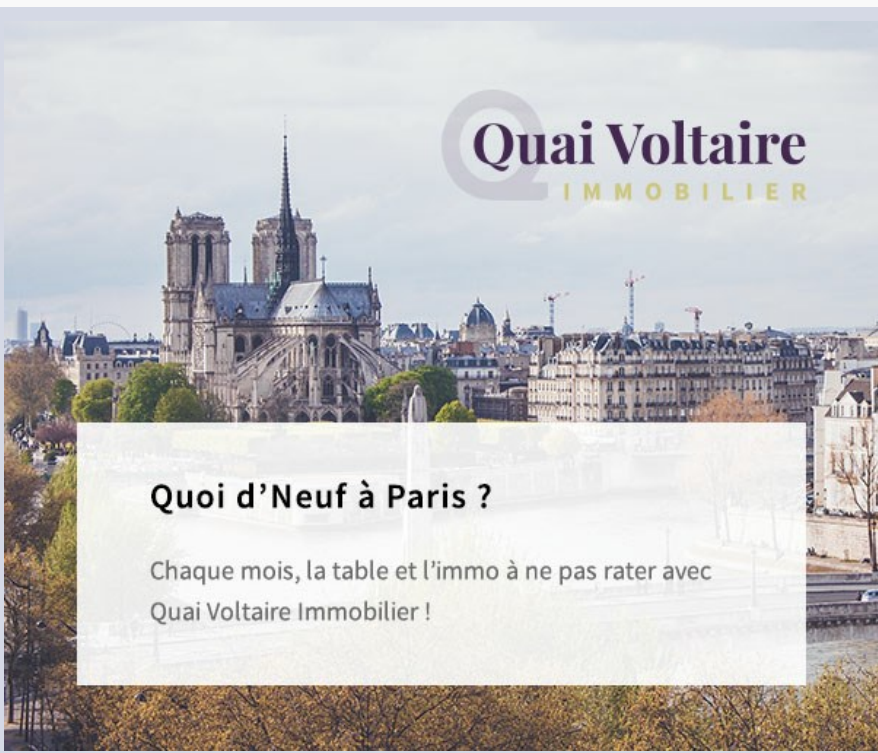 Quai Voltaire
IMMOBILIER
Quoi d’Neuf à Paris ?
Chaque mois, la table et l’immo à ne pas rater avec
Quai Voltaire Immobilier !